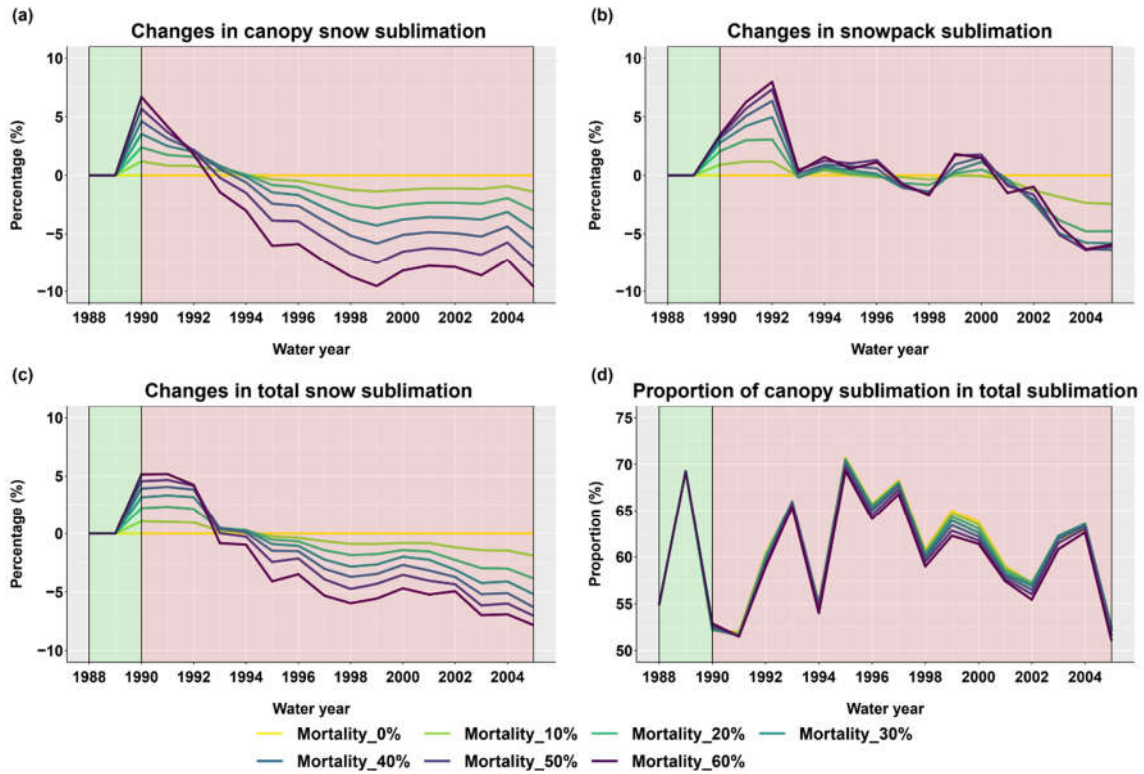 (a)
Changes in canopy snow sublimation
10
5
0
−5
−10
Percentage (%)
1988 1990 1992 1994 1996 1998 2000 2002 2004
Water year
(b)
Changes in snowpack sublimation
10
5
0
−5
−10
Percentage (%)
1988 1990 1992 1994 1996 1998 2000 2002 2004
Water year
(c)
Changes in total snow sublimation
10
5
0
−5
−10
Percentage (%)
1988 1990 1992 1994 1996 1998 2000 2002 2004
Water year
(d)
Proportion of canopy sublimation in total sublimation
75
70
65
60
55
50
Proportion (%)
1988 1990 1992 1994 1996 1998 2000 2002 2004
Water year
Mortality_0% Mortality_10% Mortality_20% Mortality_30%
Mortality_40% Mortality_50% Mortality_60%